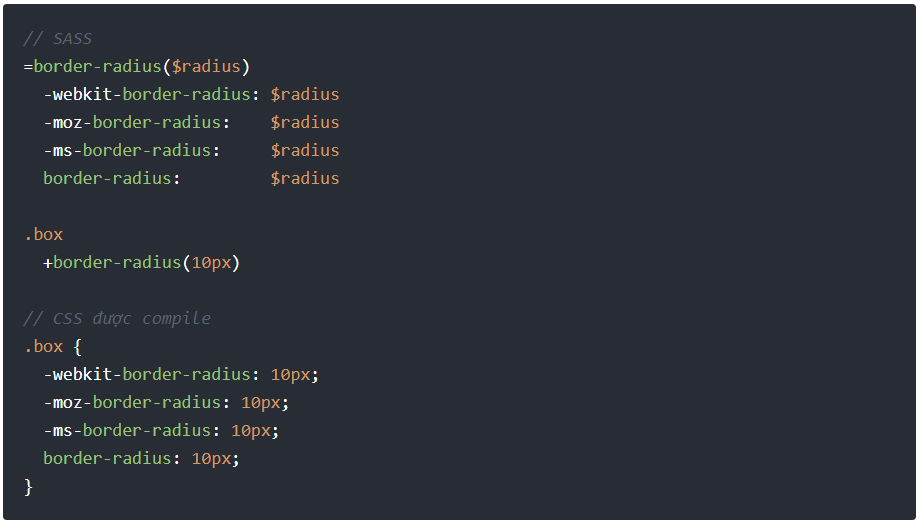 // SASS
=border-radius($radius)
  -webkit-border-radius: $radius
  -moz-border-radius:    $radius
  -ms-border-radius:     $radius
  border-radius:         $radius

.box
  +border-radius(10px)

// CSS được compile
.box {
  -webkit-border-radius: 10px;
  -moz-border-radius: 10px;
  -ms-border-radius: 10px;
  border-radius: 10px;
}